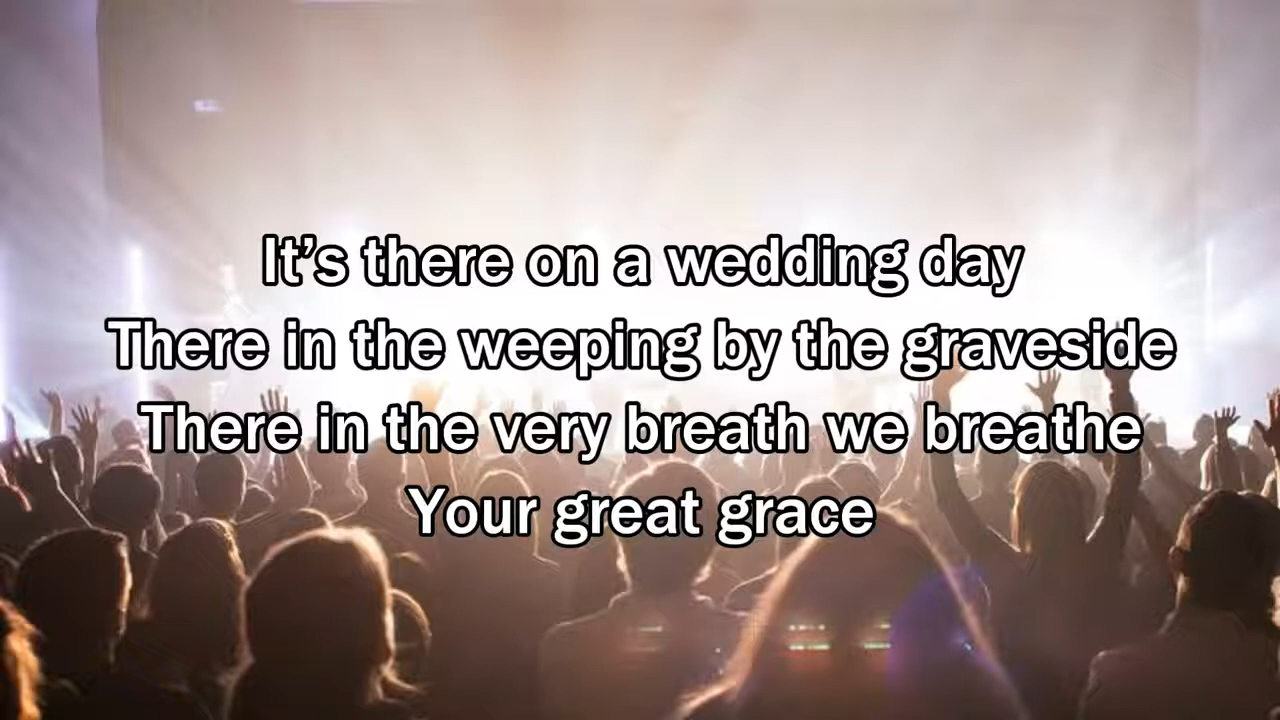 It’s there on a wedding day
There in the weeping by the graveside
There in the very breath we breathe
Your great grace